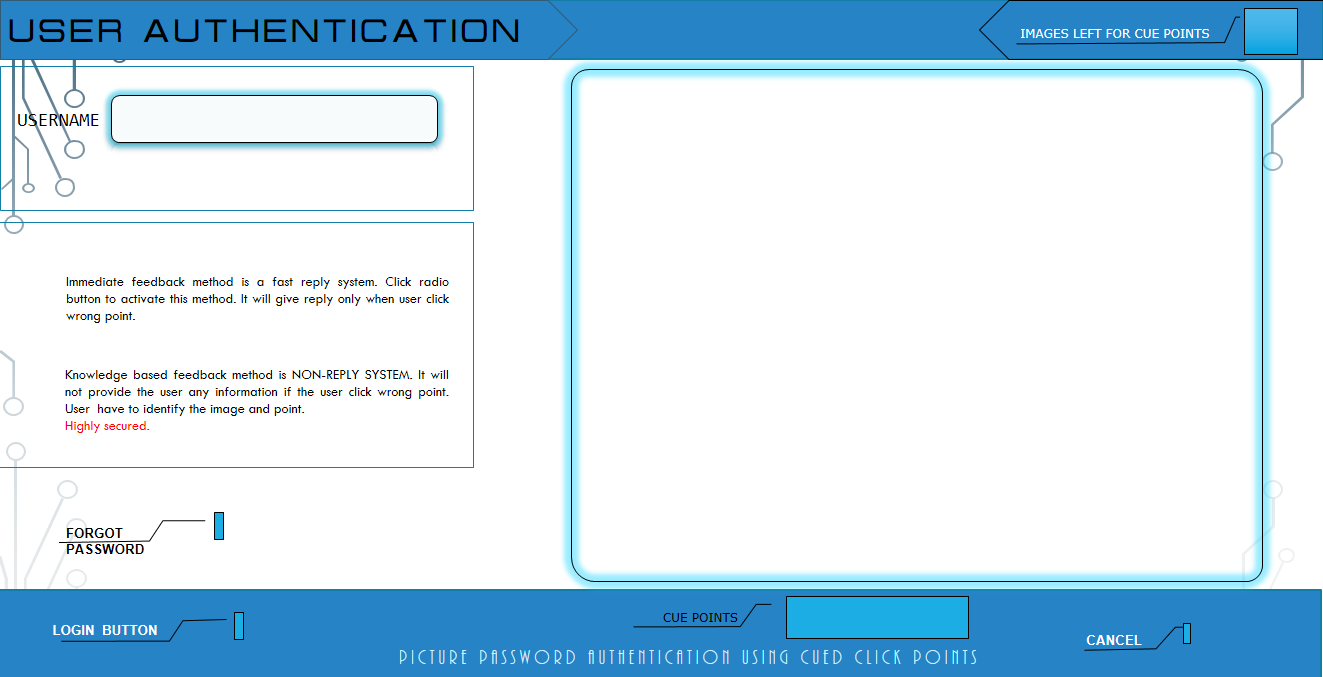 USER AUTHENTICATION
IMAGES LEFT FOR CUE POINTS
USERNAME
Immediate feedback method is a fast reply system. Click radio
button to activate this method. It will give reply only when user click
wrong point.
Knowledge based feedback method is NON-REPLY SYSTEM. It will
not provide the user any information if the user click wrong point.
User have to identify the image and point.
Highly secured.
FORGOT
PASSWORD
LOGIN BUTTON
CUE POINTS
CANCEL
PICTURE PASSWORD AUTHENTICATION USING CUED CLICK POINTS